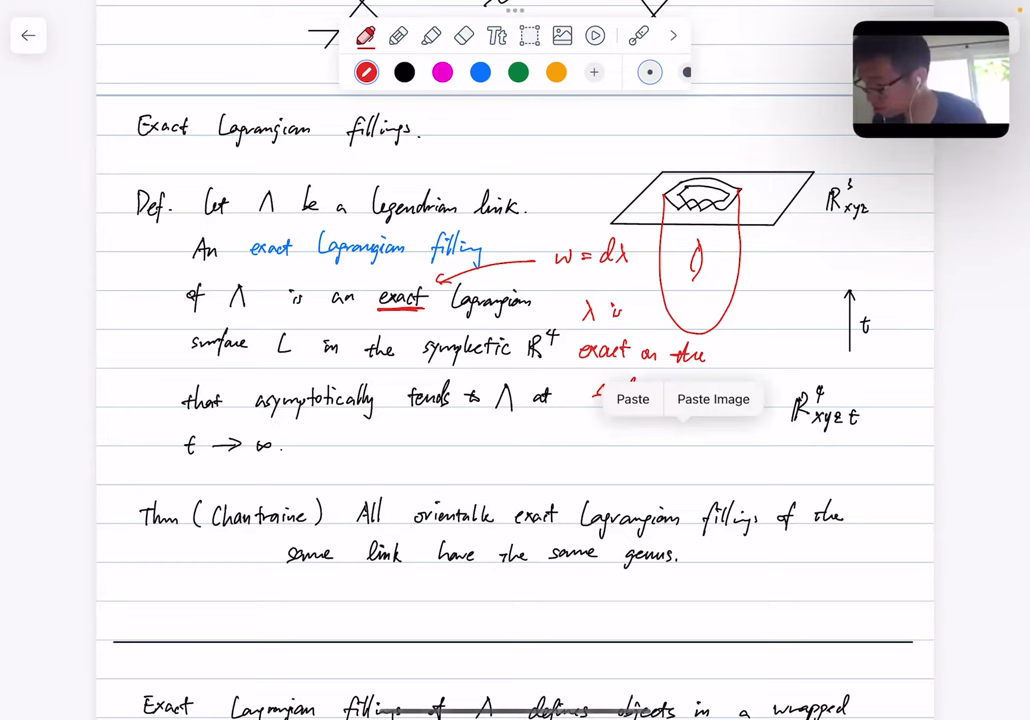 Exact Lagrangian fillings.
Def. Let Λ be a Legendrian link.
An exact Lagrangian filling
of Λ is an exact Lagrangian
surface L in the symplectic ℝ⁴
that asymptotically tends to Λ at
t → ∞.
ω = dλ
λ is
exact on the
ℝ³xyz
t
ℝ⁴xyzt
Tt
Paste
Paste Image
Thm (Chantraine) All orientable exact Lagrangian fillings of the
same link have the same genus.
Exact Lagrangian fillings of Λ defines objects in a wrapped